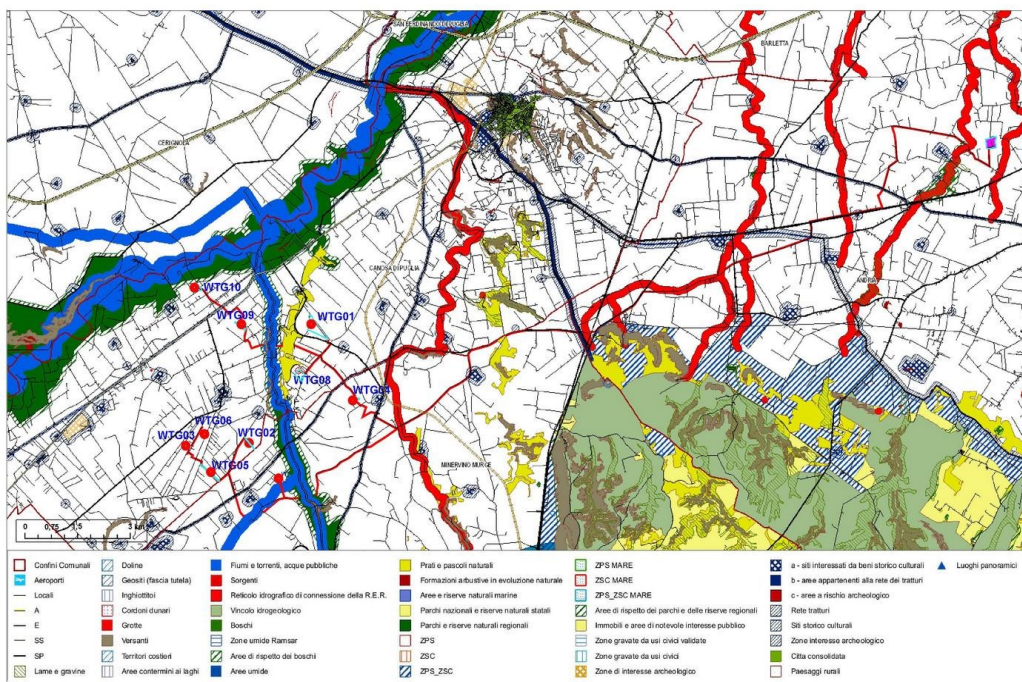 SAN FERDINANDO DI PUGLIA
BARLETTA
CERIGNOLA
CANOSA DI PUGLIA
ANDRIA
WTG10
WTG09
WTG01
WTG08
WTG04
WTG06
WTG03
WTG02
WTG05
MINERVINO MURGE
0 0,75 1,5 3 km
Confini Comunali
Aeroporti
Locali
A
E
SS
SP
Lame e gravine
Doline
Geositi (fascia tutela)
Inghiottitoi
Cordoni dunari
Grotte
Versanti
Territori costieri
Aree contermini ai laghi
Fiumi e torrenti, acque pubbliche
Sorgenti
Reticolo idrografico di connessione della R.E.R.
Vincolo idrogeologico
Boschi
Zone umide Ramsar
Aree di rispetto dei boschi
Aree umide
Prati e pascoli naturali
Formazioni arbustive in evoluzione naturale
Aree e riserve naturali marine
Parchi nazionali e riserve naturali statali
Parchi e riserve naturali regionali
ZPS
ZSC
ZPS_ZSC
ZPS MARE
ZSC MARE
ZPS_ZSC MARE
Aree di rispetto dei parchi e delle riserve regionali
Immobili e aree di notevole interesse pubblico
Zone gravate da usi civici validate
Zone gravate da usi civici
Zone di interesse archeologico
a - siti interessati da beni storico culturali
b - aree appartenenti alla rete dei tratturi
c - aree a rischio archeologico
Rete tratturi
Siti storico culturali
Zone interesse archeologico
Citta consolidata
Paesaggi rurali
Luoghi panoramici